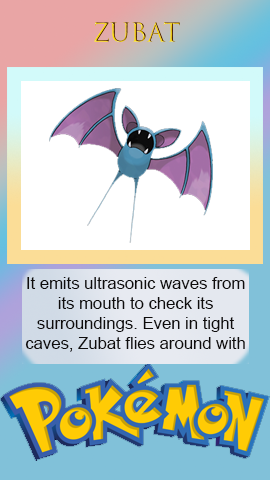 ZUBAT
It emits ultrasonic waves from
its mouth to check its
surroundings. Even in tight
caves, Zubat flies around with
POKéMON